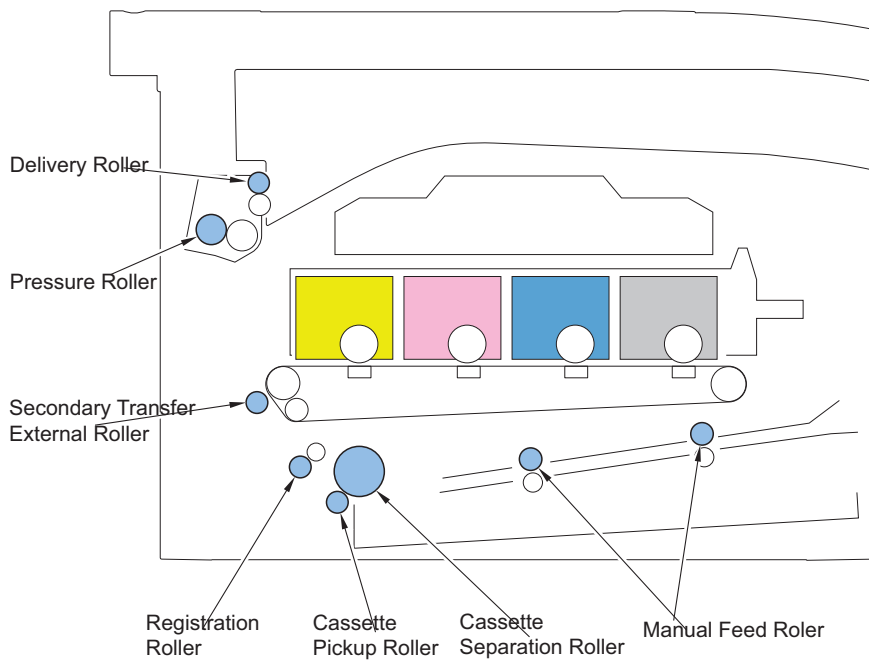 Delivery Roller
Pressure Roller
Secondary Transfer
External Roller
Registration
Roller
Cassette
Pickup Roller
Cassette
Separation Roller
Manual Feed Roler